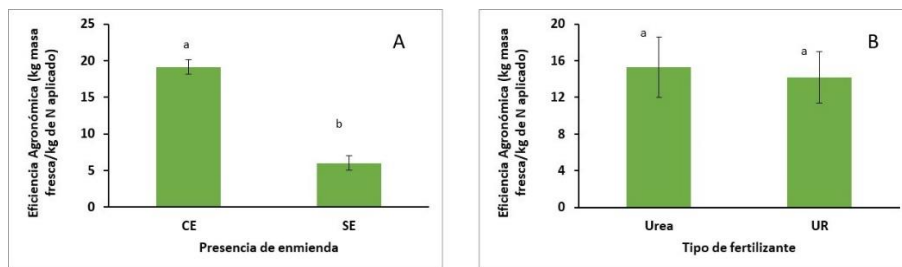 Eficiencia Agronómica (kg masa
fresca/kg de N aplicado)
25
20
15
10
5
0
A
a
b
CE
SE
Presencia de enmienda
Eficiencia Agronómica (kg masa
fresca/kg de N aplicado)
20
16
12
8
4
0
B
a
a
Urea
UR
Tipo de fertilizante